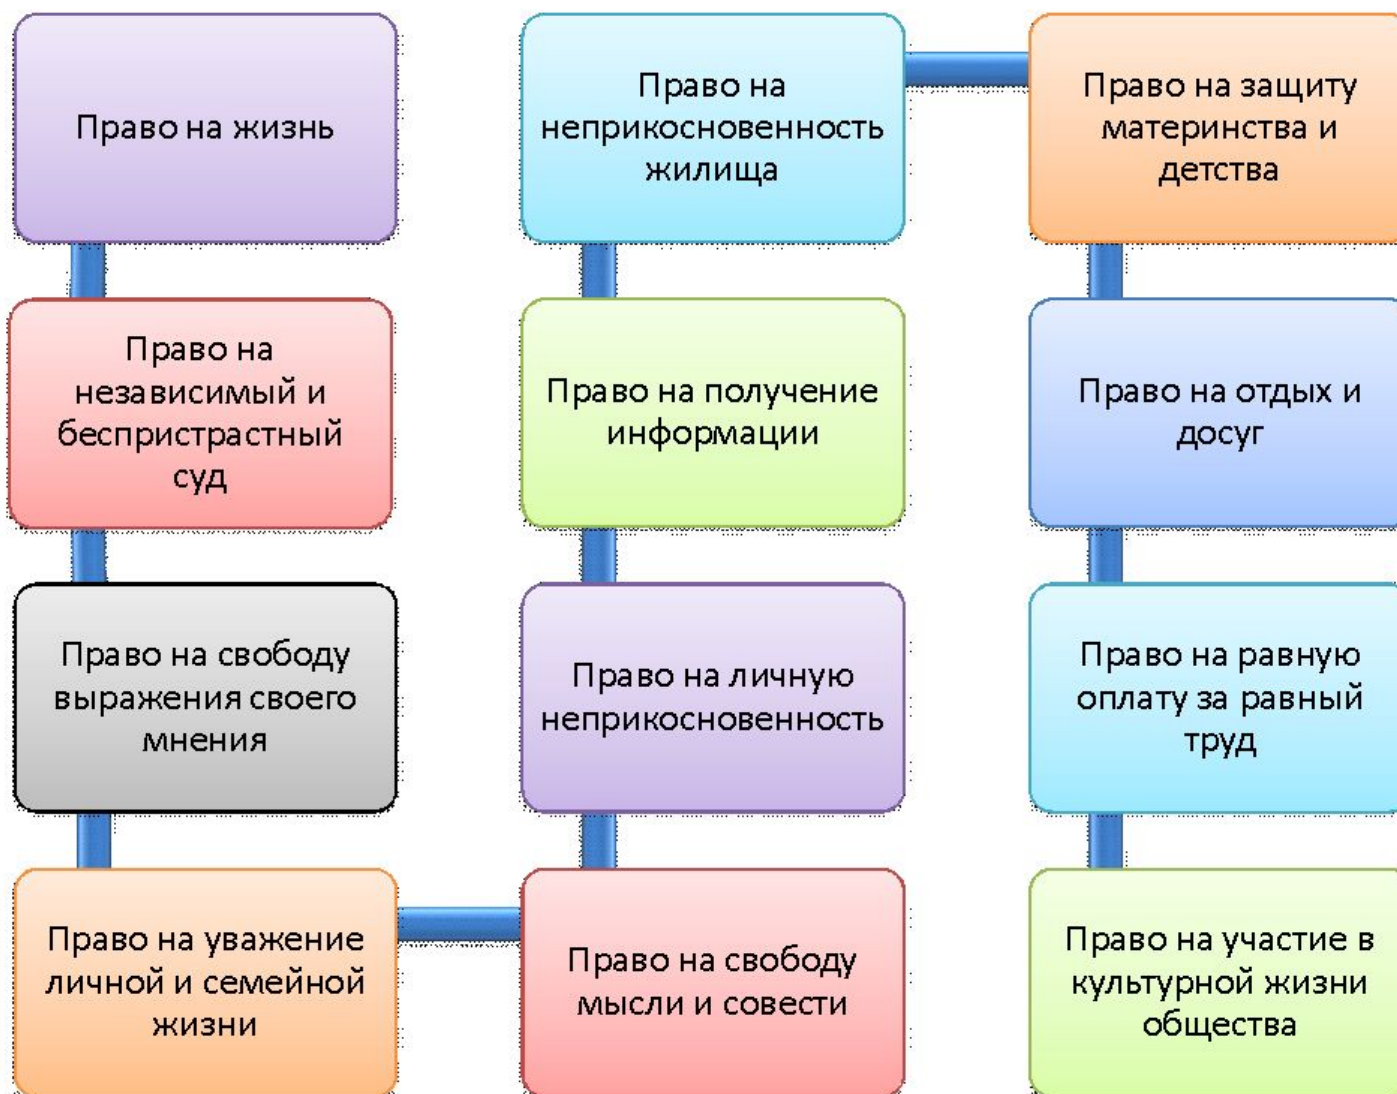 Право на жизнь
Право на
независимый и
беспристрастный
суд
Право на свободу
выражения своего
мнения
Право на уважение
личной и семейной
жизни
Право на свободу
мысли и совести
Право на личную
неприкосновенность
Право на получение
информации
Право на
неприкосновенность
жилища
Право на защиту
материнства и
детства
Право на отдых и
досуг
Право на равную
оплату за равный
труд
Право на участие в
культурной жизни
общества